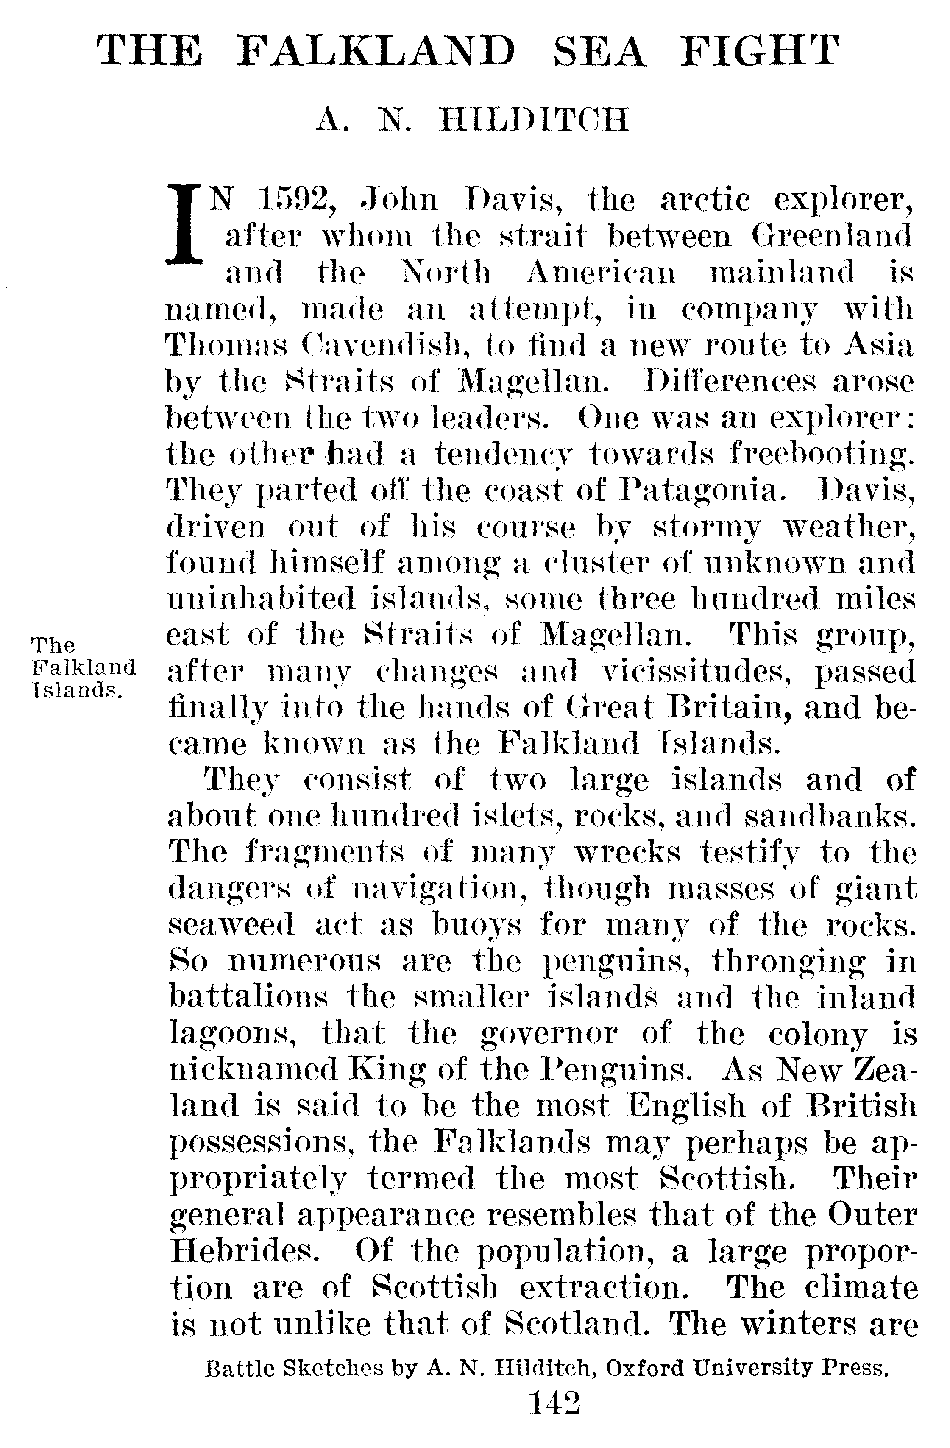 THE FALKLAND SEA FIGHT
A. N. HILDITCH
IN 1592, John Davis, the arctic explorer,
after whom the strait between Greenland
and the North American mainland is
named, made an attempt, in company with
Thomas Cavendish, to find a new route to Asia
by the Straits of Magellan. Differences arose
between the two leaders. One was an explorer:
the other had a tendency towards freebooting.
They parted off the coast of Patagonia. Davis,
driven out of his course by stormy weather,
found himself among a cluster of unknown and
uninhabited islands, some three hundred miles
east of the Straits of Magellan. This group,
after many changes and vicissitudes, passed
finally into the hands of Great Britain, and be-
came known as the Falkland Islands.
The
Falkland
Islands.
They consist of two large islands and of
about one hundred islets, rocks, and sandbanks.
The fragments of many wrecks testify to the
dangers of navigation, though masses of giant
seaweed act as buoys for many of the rocks.
So numerous are the penguins, thronging in
battalions the smaller islands and the inland
lagoons, that the governor of the colony is
nicknamed King of the Penguins. As New Zea-
land is said to be the most English of British
possessions, the Falklands may perhaps be ap-
propriately termed the most Scottish. Their
general appearance resembles that of the Outer
Hebrides. Of the population, a large propor-
tion are of Scottish extraction. The climate
is not unlike that of Scotland. The winters are
Battle Sketches by A. N. Hilditch, Oxford University Press.
142